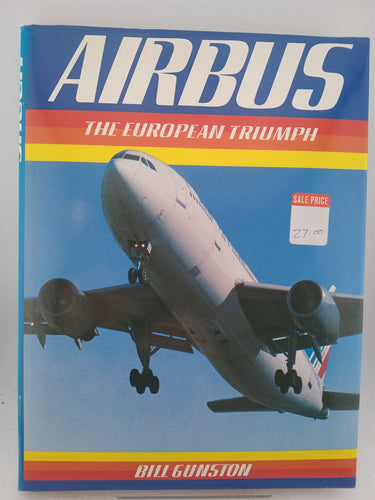 AIRBUS
THE EUROPEAN TRIUMPH
SALE PRICE
27.00
BILL GUNSTON